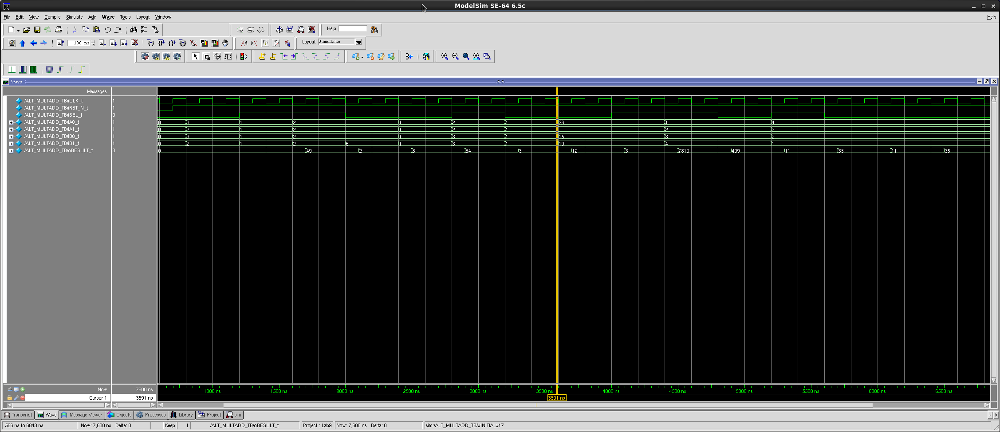 ModelSim SE-64 6.5c
File Edit View Compile Simulate Add Wave Tools Layout Window Help
Help
100 ns
Layout Simulate
Wave
Messages
/ALT_MULTADD_TB/iCLK_t 1
/ALT_MULTADD_TB/iRST_N_t 1
/ALT_MULTADD_TB/iSEL_t 0
/ALT_MULTADD_TB/iA0_t 1 0 3 1 2 1 2 1 26 1 4
/ALT_MULTADD_TB/iA1_t 1 0 2 1 2 1 2 1 2 3
/ALT_MULTADD_TB/iB0_t 1 0 3 1 2 1 3 1 15 3 2
/ALT_MULTADD_TB/iB1_t 1 0 2 1 2 6 1 3 1 19 4 1
/ALT_MULTADD_TB/oRESULT_t 3 0 49 2 8 64 3 12 3 7819 409 11 35 11 35
Now 7600 ns 1000 ns 1500 ns 2000 ns 2500 ns 3000 ns 3500 ns 4000 ns 4500 ns 5000 ns 5500 ns 6000 ns 6500 ns
Cursor 1 3591 ns 3591 ns
Transcript Wave Message Viewer Objects Processes Library Project sim
586 ns to 6843 ns Now: 7,600 ns Delta: 0 Keep 1 /ALT_MULTADD_TB/oRESULT_t Project : Lab9 Now: 7,600 ns Delta: 0 sim:/ALT_MULTADD_TB/#INITIAL#17